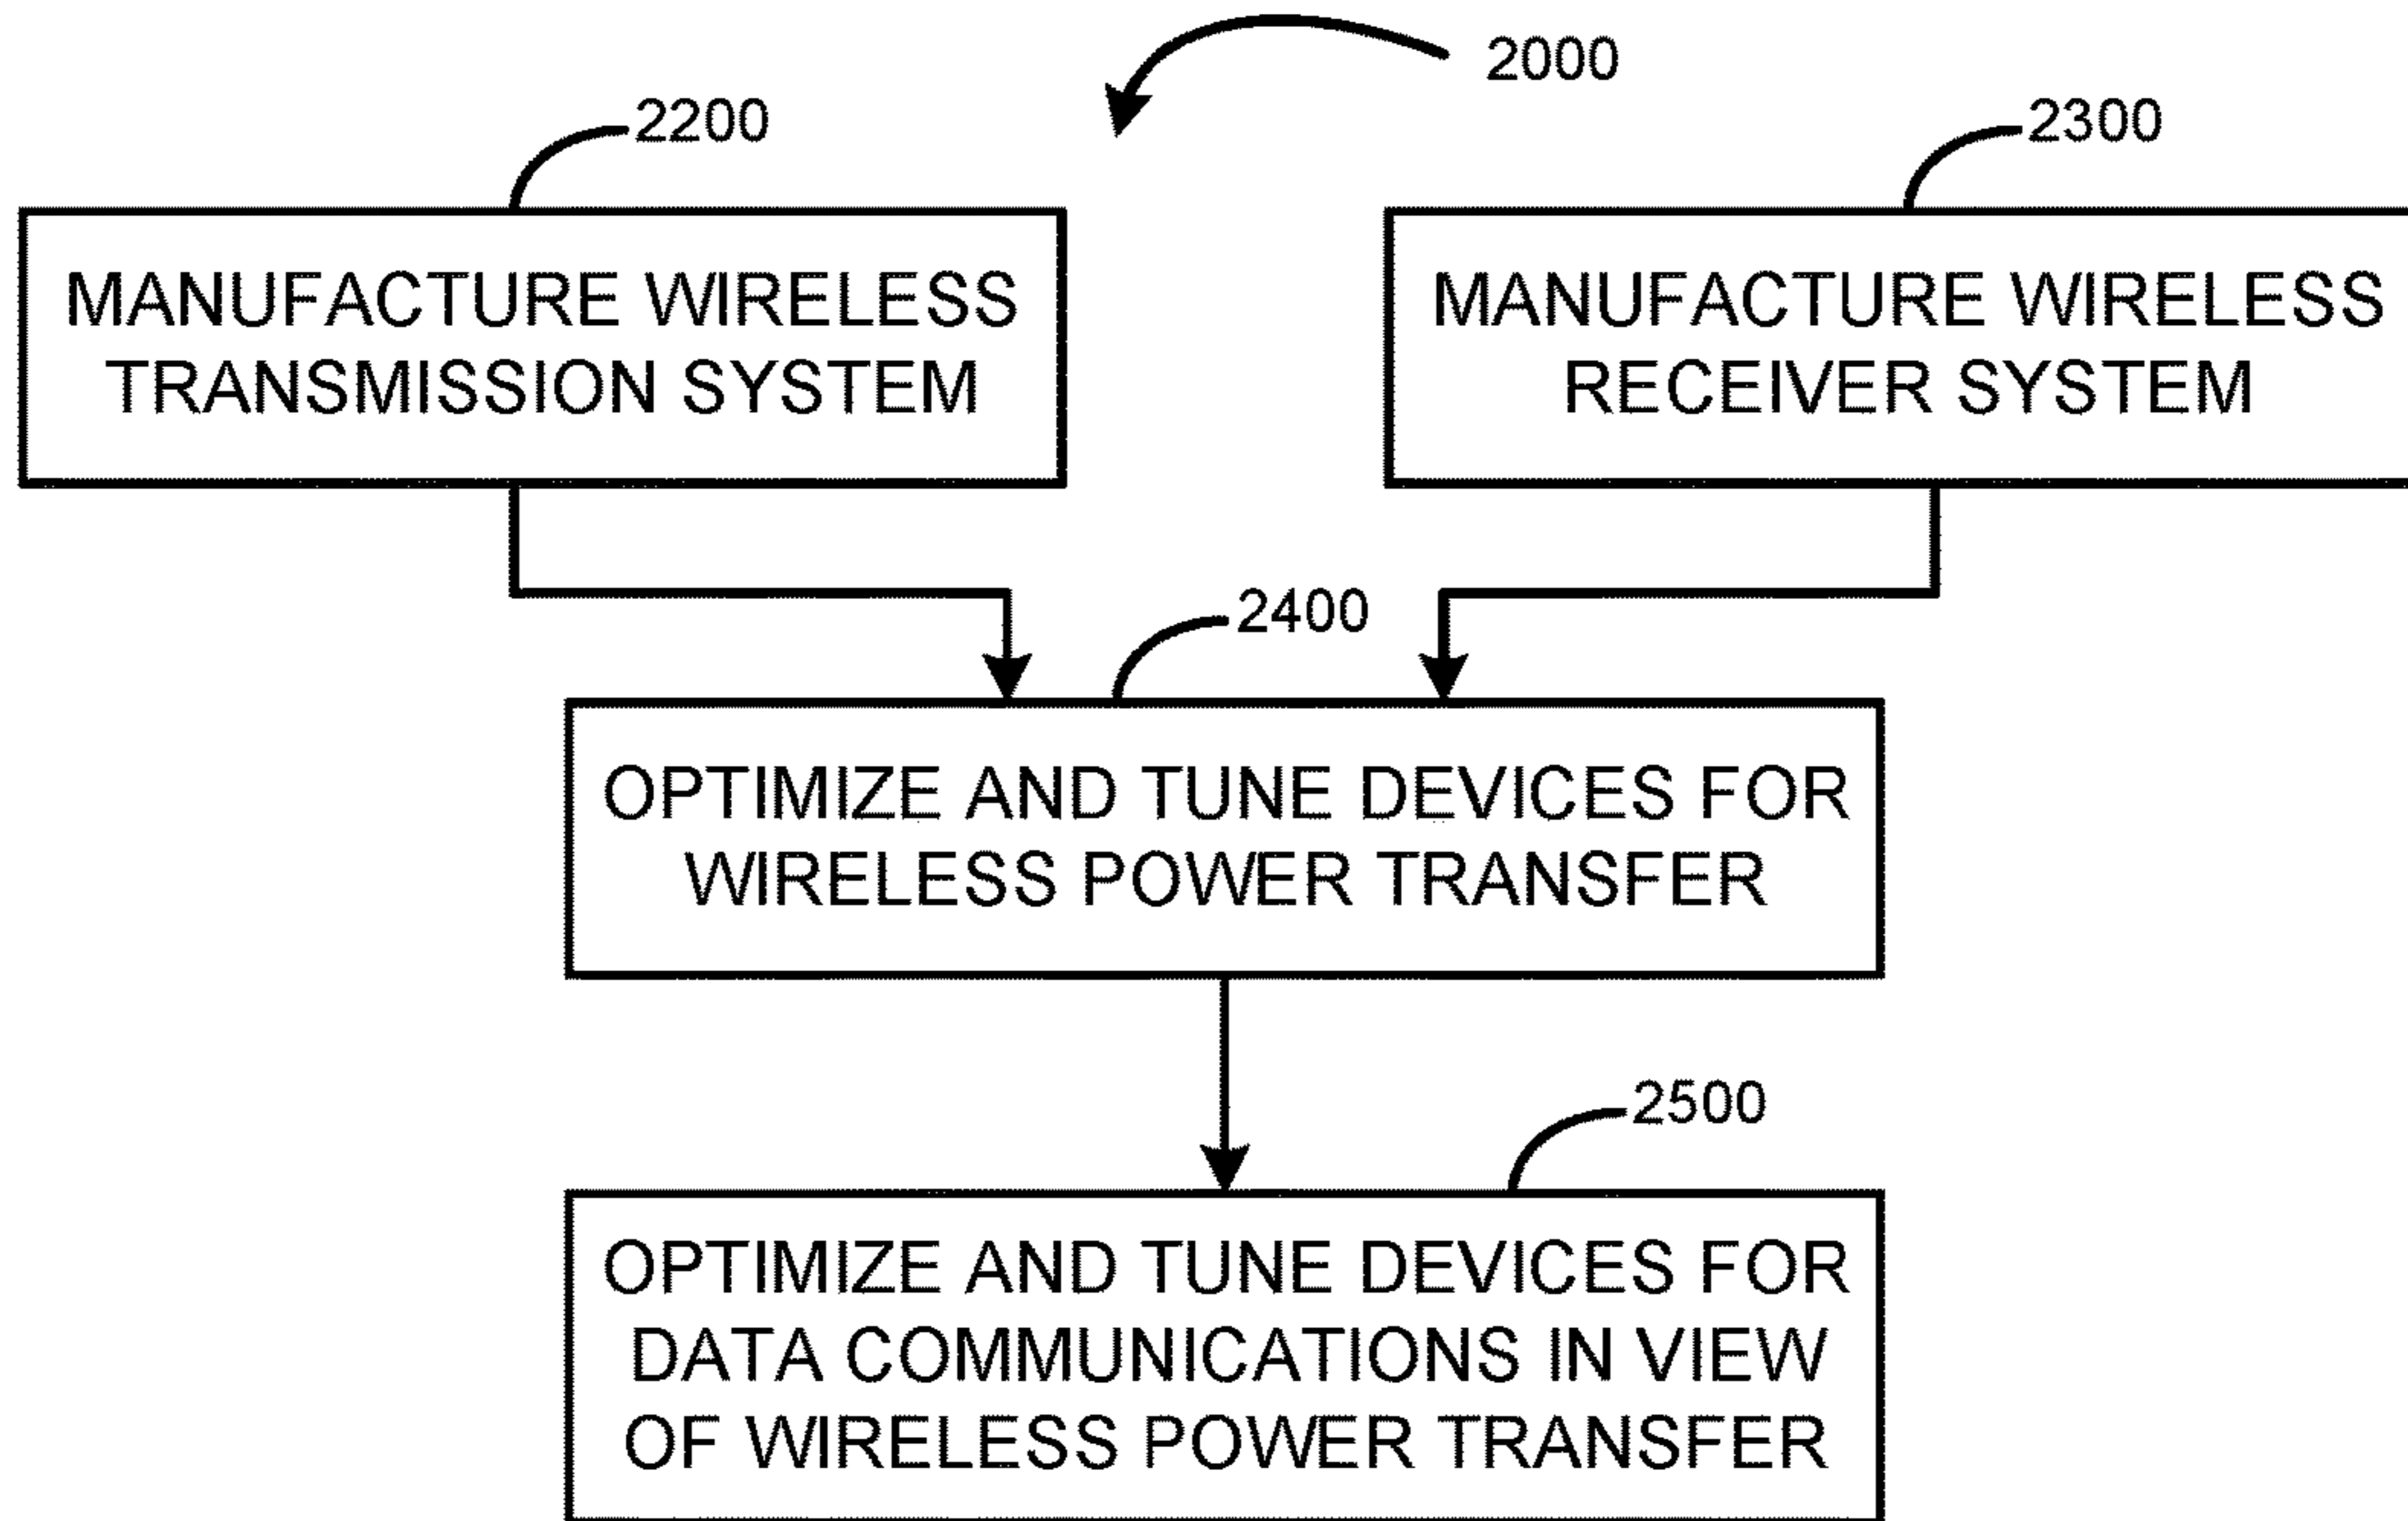 2000
2200
2300
MANUFACTURE WIRELESS
TRANSMISSION SYSTEM
MANUFACTURE WIRELESS
RECEIVER SYSTEM
2400
OPTIMIZE AND TUNE DEVICES FOR
WIRELESS POWER TRANSFER
2500
OPTIMIZE AND TUNE DEVICES FOR
DATA COMMUNICATIONS IN VIEW
OF WIRELESS POWER TRANSFER